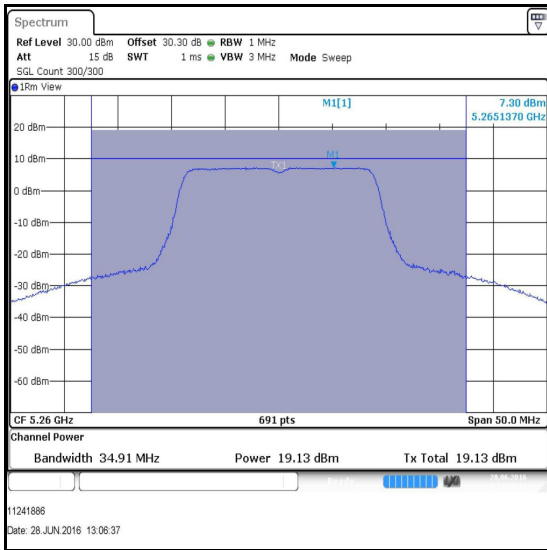 Spectrum
Ref Level 30.00 dBm Offset 30.30 dB RBW 1 MHz
Att 15 dB SWT 1 ms VBW 3 MHz Mode Sweep
SGL Count 300/300
1Rm View
M1[1] 7.30 dBm
5.2651370 GHz
20 dBm
M1
10 dBm
TX1
0 dBm
-10 dBm
-20 dBm
-30 dBm
-40 dBm
-50 dBm
-60 dBm
CF 5.26 GHz 691 pts Span 50.0 MHz
Channel Power
Bandwidth 34.91 MHz Power 19.13 dBm Tx Total 19.13 dBm
Ready 28.06.2016
11241886
Date: 28.JUN.2016 13:06:37